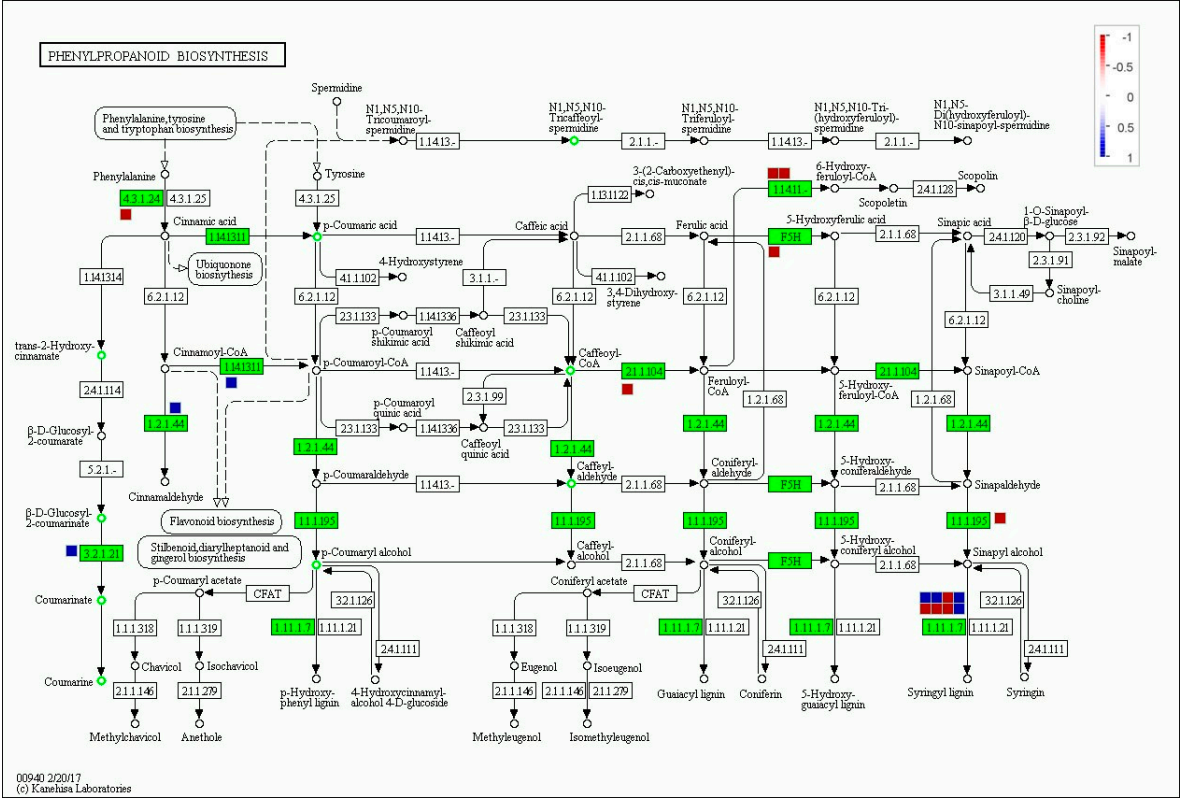 PHENYLPROPANOID BIOSYNTHESIS
-1
-0.5
0
0.5
1
Spermidine
Phenylalanine,tyrosine
and tryptophan biosynthesis
N1,N5,N10-
Tricoumaroyl-
spermidine
1.14.13.-
N1,N5,N10-
Tricaffeoyl-
spermidine
2.1.1.-
N1,N5,N10-
Triferuloyl-
spermidine
1.14.13.-
N1,N5,N10-Tri-
(hydroxyferuloyl)-
spermidine
2.1.1.-
N1,N5-
Di(hydroxyferuloyl)-
N10-sinapoyl-spermidine
Phenylalanine
Tyrosine
4.3.1.24
4.3.1.25
4.3.1.25
1.13.11.22
3-(2-Carboxyethenyl)-
cis,cis-muconate
1.14.11.-
6-Hydroxy-
feruloyl-CoA
Scopoletin
2.4.1.128
Scopolin
Cinnamic acid
1.14.13.11
p-Coumaric acid
1.14.13.-
Caffeic acid
2.1.1.68
Ferulic acid
F5H
5-Hydroxyferulic acid
2.1.1.68
Sinapic acid
2.4.1.120
1-O-Sinapoyl-
β-D-glucose
2.3.1.92
Sinapoyl-
malate
2.3.1.91
3.1.1.49
Sinapoyl-
choline
Ubiquonone
biosnythesis
4.1.1.102
4-Hydroxystyrene
3.1.1.-
4.1.1.102
3,4-Dihydroxy-
styrene
1.14.13.14
6.2.1.12
6.2.1.12
6.2.1.12
6.2.1.12
6.2.1.12
6.2.1.12
2.3.1.133
p-Coumaroyl
shikimic acid
1.14.13.36
Caffeoyl
shikimic acid
2.3.1.133
trans-2-Hydroxy-
cinnamate
Cinnamoyl-CoA
1.14.13.11
p-Coumaroyl-CoA
1.14.13.-
Caffeoyl-
CoA
2.1.1.104
Feruloyl-
CoA
5-Hydroxy-
feruloyl-CoA
2.1.1.104
Sinapoyl-CoA
2.4.1.114
2.3.1.99
1.2.1.68
1.2.1.68
β-D-Glucosyl-
2-coumarate
1.2.1.44
2.3.1.133
p-Coumaroyl
quinic acid
1.14.13.36
Caffeoyl
quinic acid
2.3.1.133
1.2.1.44
1.2.1.44
1.2.1.44
1.2.1.44
1.2.1.44
5.2.1.-
Cinnamaldehyde
p-Coumaraldehyde
1.14.13.-
Caffeyl-
aldehyde
2.1.1.68
Coniferyl-
aldehyde
F5H
5-Hydroxy-
coniferaldehyde
2.1.1.68
Sinapaldehyde
β-D-Glucosyl-
2-coumarinate
Flavonoid biosynthesis
1.1.1.195
1.1.1.195
1.1.1.195
1.1.1.195
1.1.1.195
3.2.1.21
Stilbenoid,diarylheptanoid and
gingerol biosynthesis
p-Coumaryl alcohol
Caffeyl-
alcohol
2.1.1.68
Coniferyl-
alcohol
F5H
5-Hydroxy-
coniferyl alcohol
2.1.1.68
Sinapyl alcohol
Coumarinate
p-Coumaryl acetate
CFAT
Coniferyl acetate
CFAT
3.2.1.126
3.2.1.126
3.2.1.126
1.1.1.318
1.1.1.319
1.11.1.7
1.1.1.21
1.1.1.318
1.1.1.319
1.11.1.7
1.1.1.21
1.11.1.7
1.1.1.21
1.11.1.7
1.1.1.21
2.4.1.111
2.4.1.111
2.4.1.111
Coumarine
Chavicol
Isochavicol
Eugenol
Isoeugenol
2.1.1.146
2.1.1.279
2.1.1.146
2.1.1.146
2.1.1.279
p-Hydroxy-
phenyl lignin
4-Hydroxycinnamyl-
alcohol 4-D-glucoside
Guaiacyl lignin
Coniferin
5-Hydroxy-
guaiacyl lignin
Syringyl lignin
Syringin
Methylchavicol
Anethole
Methyleugenol
Isomethyleugenol
00940 2/20/17
(c) Kanehisa Laboratories